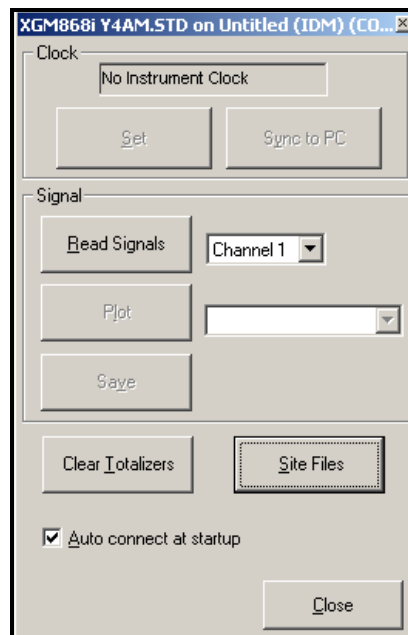 XGM868i Y4AM.STD on Untitled (IDM) (CO...
Clock
No Instrument Clock
Set Sync to PC
Signal
Read Signals Channel 1
Plot
Save
Clear Totalizers Site Files
Auto connect at startup
Close